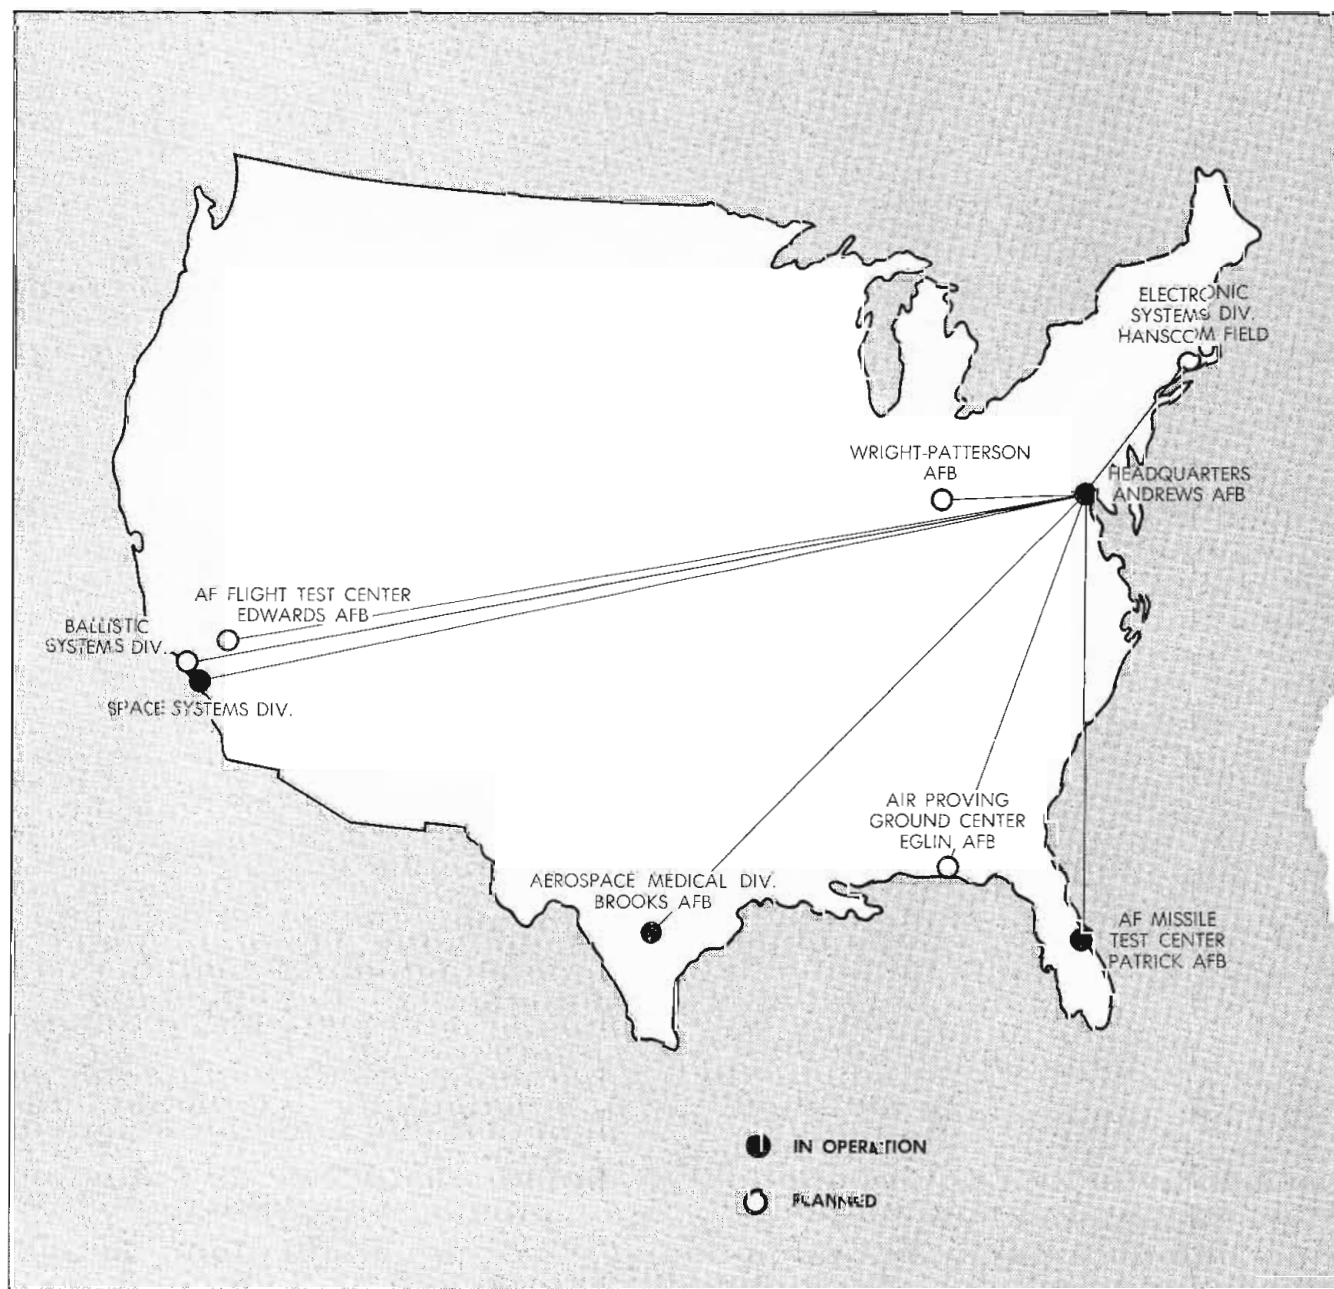 ELECTRONIC
SYSTEMS DIV.
HANSCOM FIELD
WRIGHT-PATTERSON
AFB
HEADQUARTERS
ANDREWS AFB
AF FLIGHT TEST CENTER
EDWARDS AFB
BALLISTIC
SYSTEMS DIV.
SPACE SYSTEMS DIV.
AIR PROVING
GROUND CENTER
EGLIN AFB
AEROSPACE MEDICAL DIV.
BROOKS AFB
AF MISSILE
TEST CENTER
PATRICK AFB
IN OPERATION
PLANNED